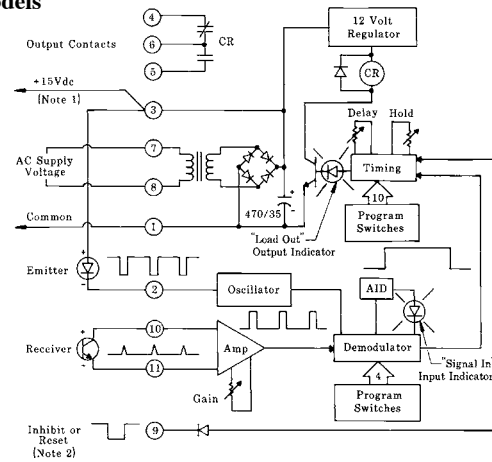 odels
4
6
5
Output Contacts
CR
12 Volt
Regulator
CR
+15Vdc
(Note 1)
3
Delay
Hold
7
8
AC Supply
Voltage
Timing
+
-
470/35
10
Program
Switches
Common
1
"Load Out"
Output Indicator
Emitter
+
-
2
Oscillator
AID
Receiver
+
-
10
11
Amp
Gain
Demodulator
"Signal In"
Input Indicator
4
Program
Switches
Inhibit or
Reset
(Note 2)
9